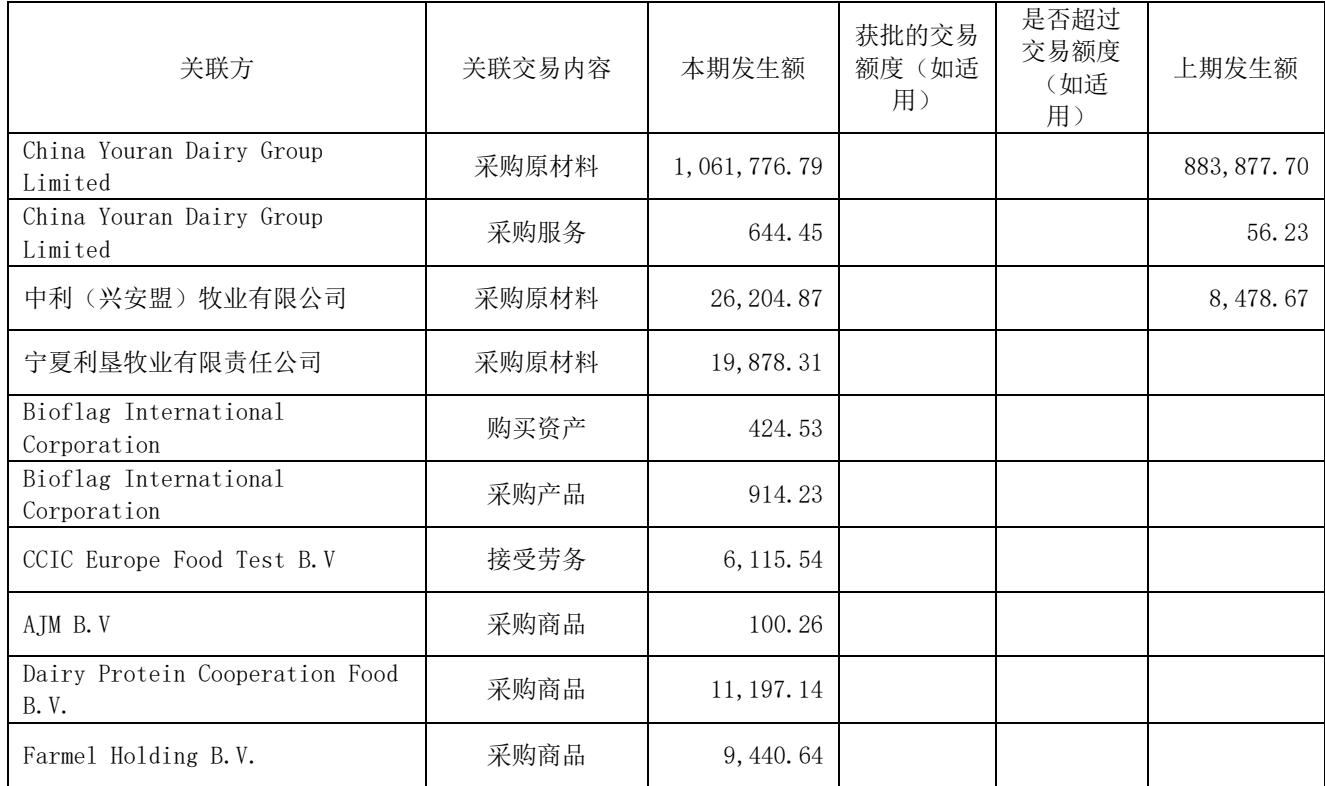 关联方
关联交易内容
本期发生额
获批的交易
额度（如适
用）
是否超过
交易额度
（如适
用）
上期发生额
China Youran Dairy Group
Limited
采购原材料
1,061,776.79
883,877.70
China Youran Dairy Group
Limited
采购服务
644.45
56.23
中利（兴安盟）牧业有限公司
采购原材料
26,204.87
8,478.67
宁夏利垦牧业有限责任公司
采购原材料
19,878.31
Bioflag International
Corporation
购买资产
424.53
Bioflag International
Corporation
采购产品
914.23
CCIC Europe Food Test B.V
接受劳务
6,115.54
AJM B.V
采购商品
100.26
Dairy Protein Cooperation Food
B.V.
采购商品
11,197.14
Farmel Holding B.V.
采购商品
9,440.64